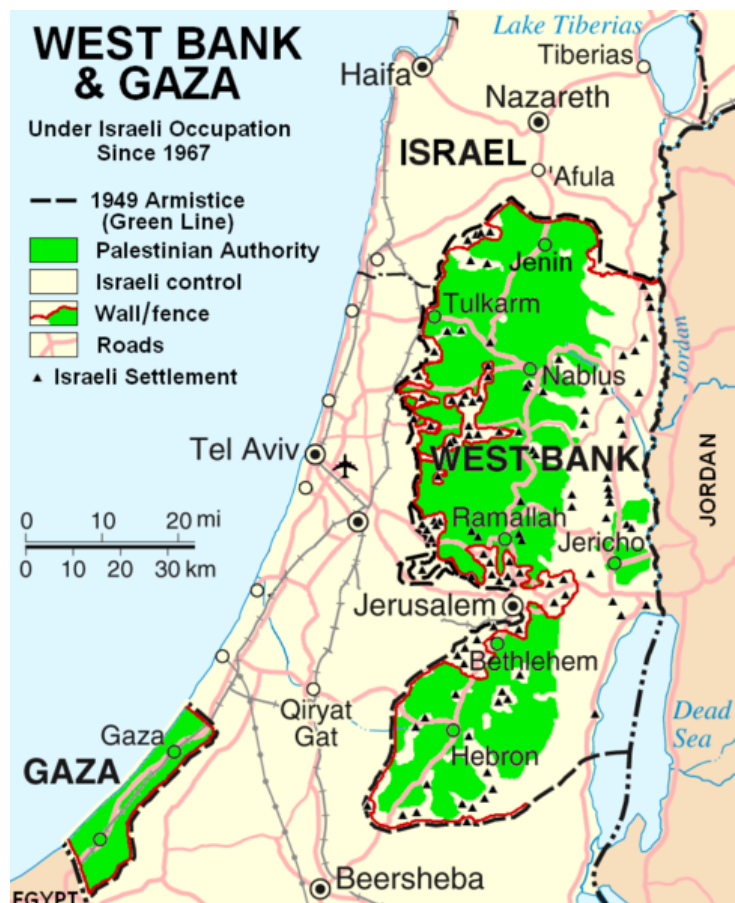 WEST BANK
& GAZA
Under Israeli Occupation
Since 1967
1949 Armistice
(Green Line)
Palestinian Authority
Israeli control
Wall/fence
Roads
Israeli Settlement
0 10 20 mi
0 10 20 30 km
Lake Tiberias
Tiberias
Haifa
Nazareth
ISRAEL
'Afula
Jenin
Tulkarm
Nablus
Jordan
Tel Aviv
WEST BANK
JORDAN
Ramallah
Jericho
Jerusalem
Bethlehem
Qiryat
Gat
Dead
Sea
Gaza
GAZA
Hebron
Beersheba
EGYPT